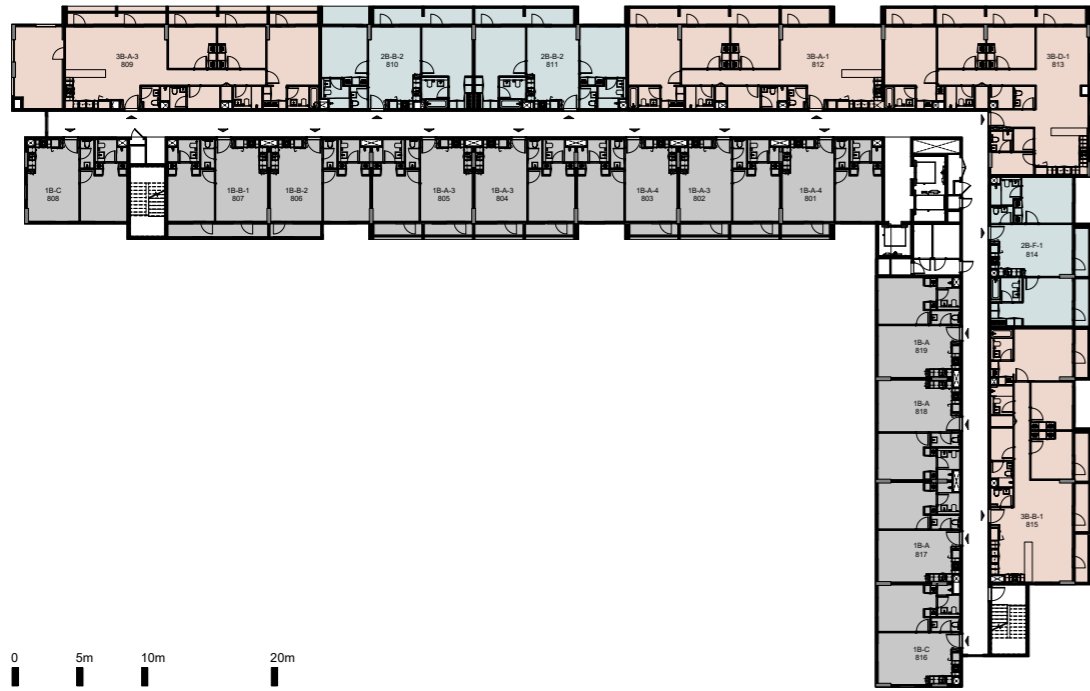 3B-A-3
809
2B-B-2
810
2B-B-2
811
3B-A-1
812
3B-D-1
813
1B-C
808
1B-B-1
807
1B-B-2
806
1B-A-3
805
1B-A-3
804
1B-A-4
803
1B-A-3
802
1B-A-4
801
2B-F-1
814
1B-A
819
1B-A
818
3B-B-1
815
1B-A
817
1B-C
816
0 5m 10m 20m